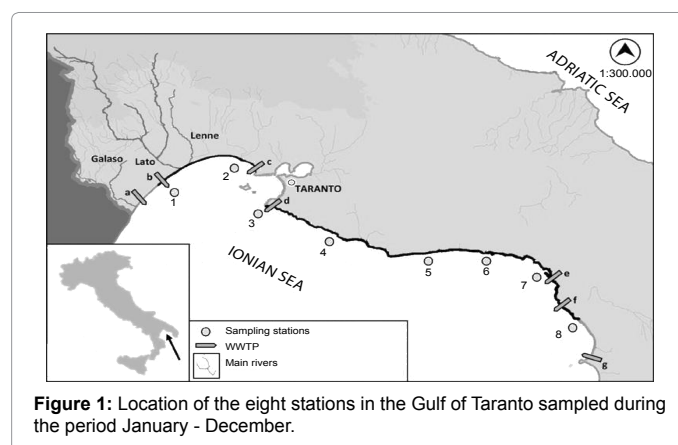 ADRIATIC SEA
1:300.000
Lenne
Galaso
Lato
a
b
c
d
TARANTO
1
2
3
4
5
6
7
8
e
f
g
IONIAN SEA
Sampling stations
WWTP
Main rivers
Figure 1: Location of the eight stations in the Gulf of Taranto sampled during
the period January - December.